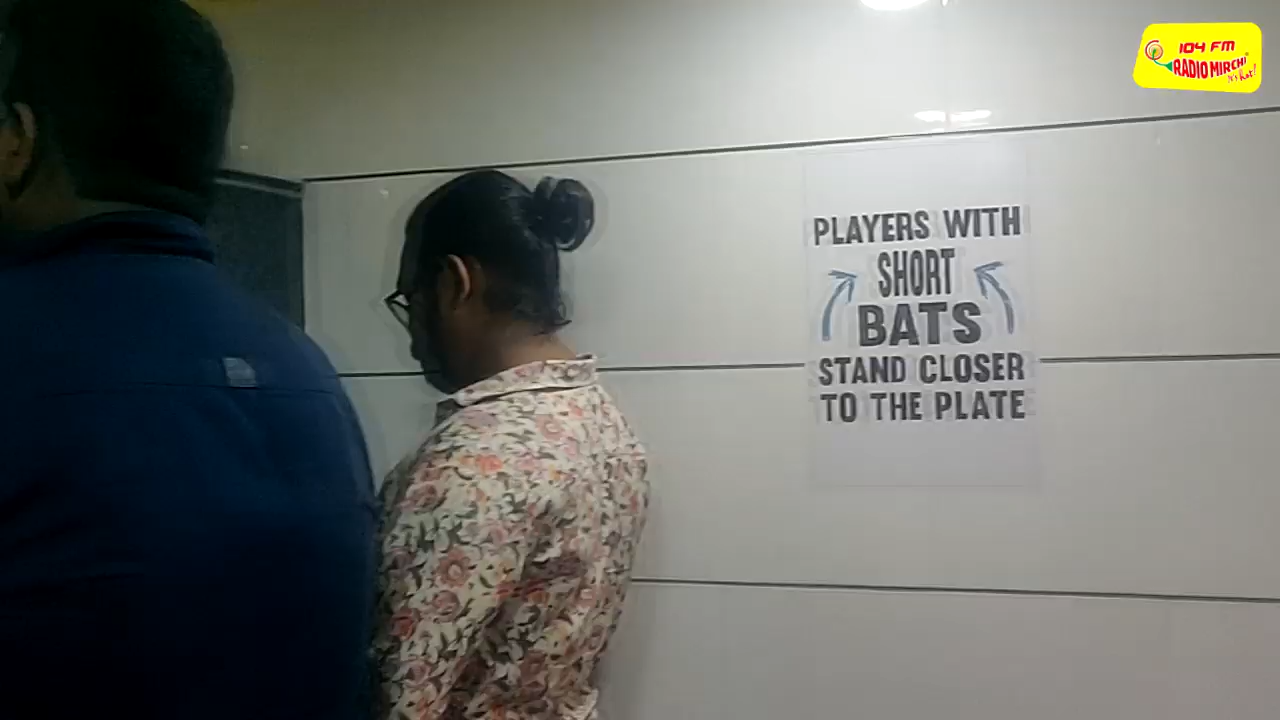 104 FM
RADIO MIRCHI
It's hot!
PLAYERS WITH
SHORT
BATS
STAND CLOSER
TO THE PLATE